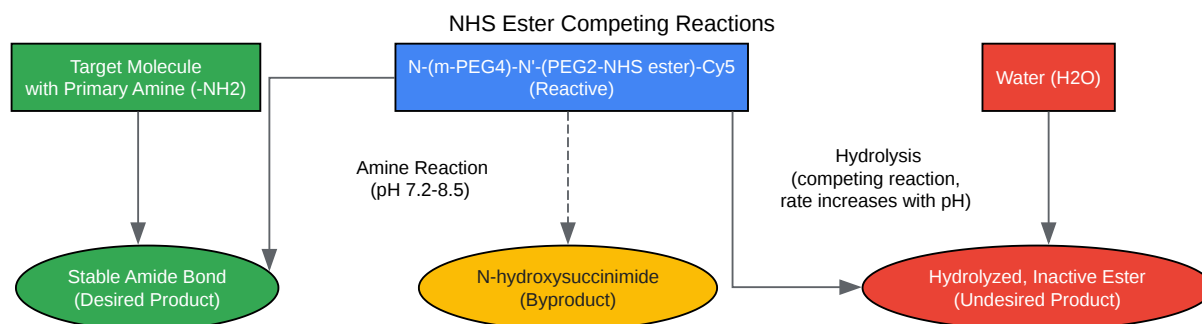 NHS Ester Competing Reactions
Target Molecule
with Primary Amine (-NH2)
N-(m-PEG4)-N'-(PEG2-NHS ester)-Cy5
(Reactive)
Water (H2O)
Amine Reaction
(pH 7.2-8.5)
Hydrolysis
(competing reaction,
rate increases with pH)
Stable Amide Bond
(Desired Product)
N-hydroxysuccinimide
(Byproduct)
Hydrolyzed, Inactive Ester
(Undesired Product)